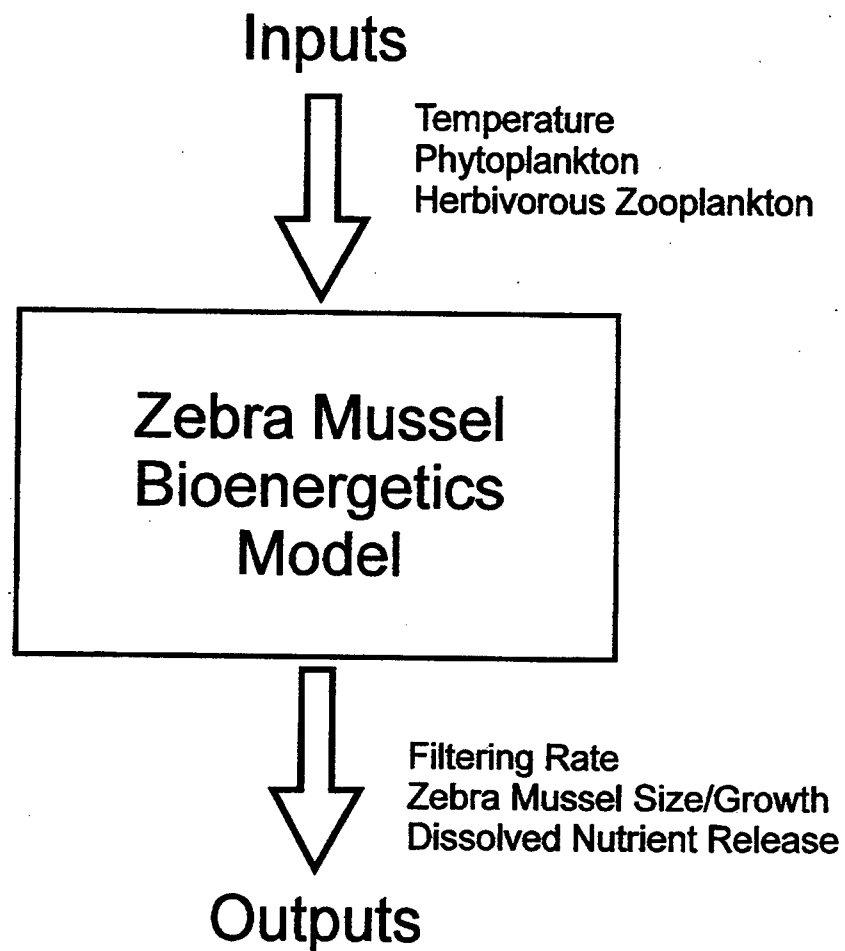 Inputs
Temperature
Phytoplankton
Herbivorous Zooplankton
Zebra Mussel
Bioenergetics
Model
Filtering Rate
Zebra Mussel Size/Growth
Dissolved Nutrient Release
Outputs